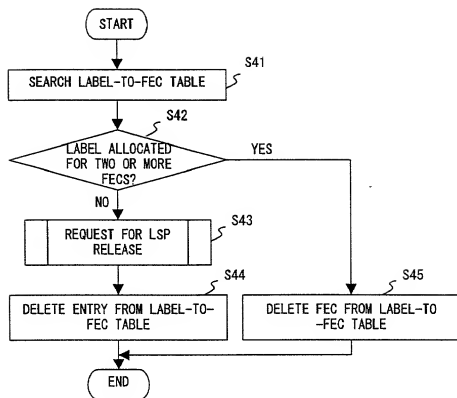 START
SEARCH LABEL-TO-FEC TABLE
S41
S42
LABEL ALLOCATED
FOR TWO OR MORE
FECS?
YES
NO
REQUEST FOR LSP
RELEASE
S43
S44
DELETE ENTRY FROM LABEL-TO-
FEC TABLE
S45
DELETE FEC FROM LABEL-TO
-FEC TABLE
END